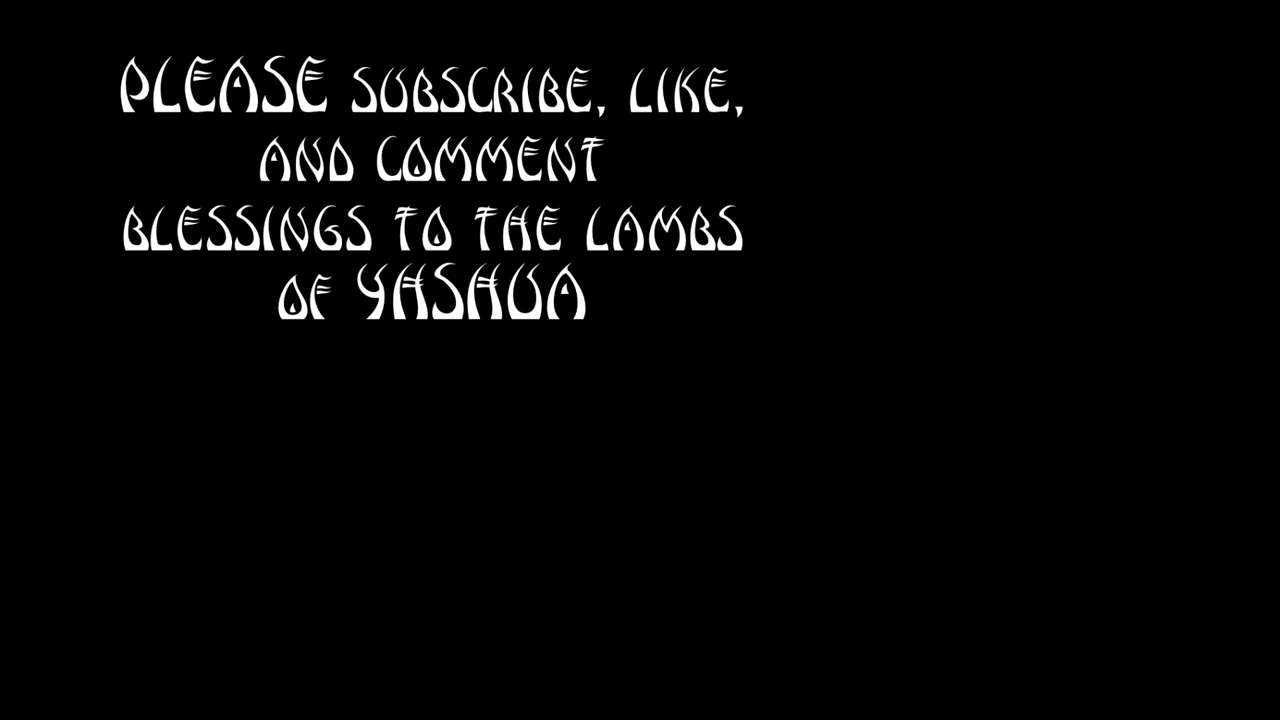 PLEASE SUBSCRIBE, LIKE,
AND COMMENT
BLESSINGS TO THE LAMBS
OF YHSHUA